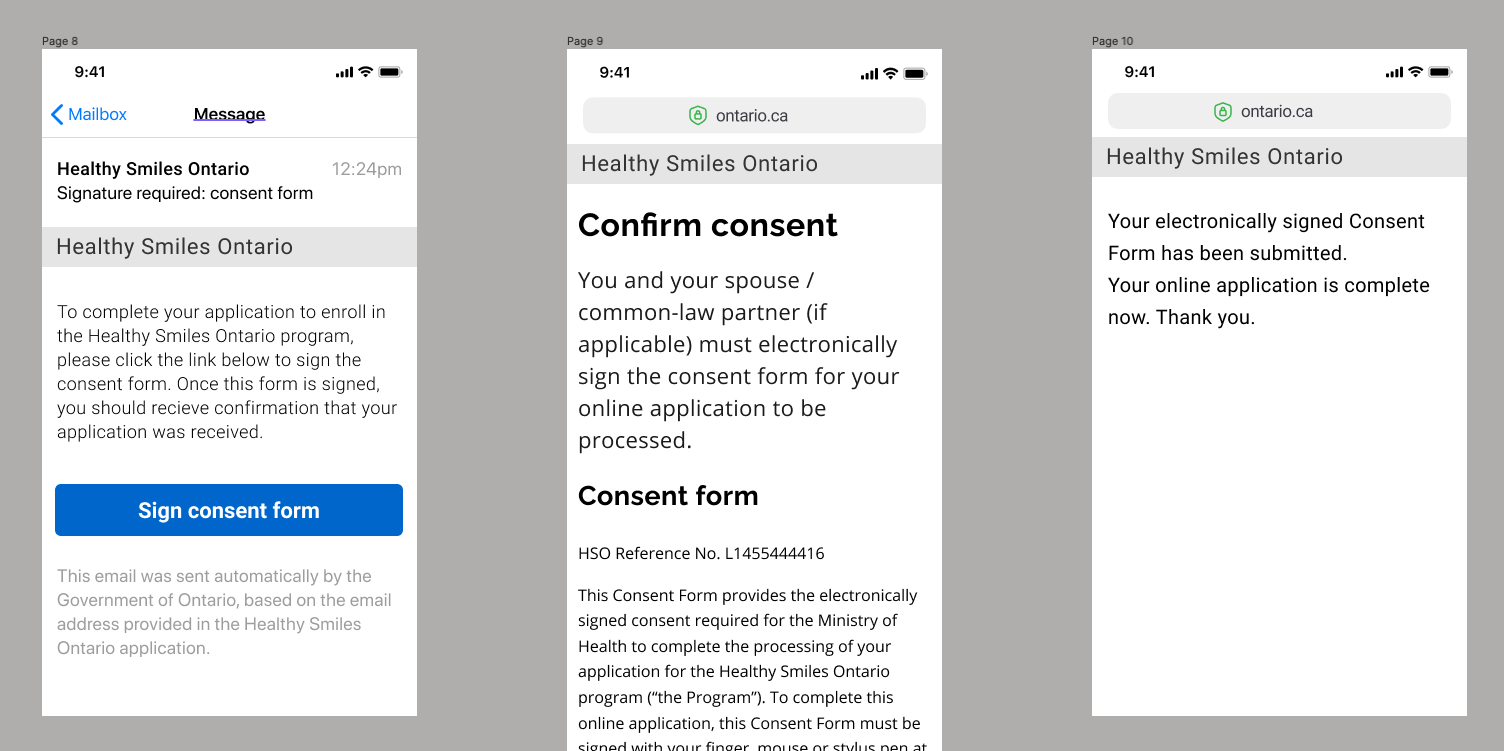 Page 8
9:41
Mailbox
Message
Healthy Smiles Ontario
12:24pm
Signature required: consent form
Healthy Smiles Ontario
To complete your application to enroll in
the Healthy Smiles Ontario program,
please click the link below to sign the
consent form. Once this form is signed,
you should recieve confirmation that your
application was received.
Sign consent form
This email was sent automatically by the
Government of Ontario, based on the email
address provided in the Healthy Smiles
Ontario application.
Page 9
9:41
ontario.ca
Healthy Smiles Ontario
Confirm consent
You and your spouse /
common-law partner (if
applicable) must electronically
sign the consent form for your
online application to be
processed.
Consent form
HSO Reference No. L1455444416
This Consent Form provides the electronically
signed consent required for the Ministry of
Health to complete the processing of your
application for the Healthy Smiles Ontario
program (“the Program”). To complete this
online application, this Consent Form must be
signed with your finger, mouse or stylus pen at
Page 10
9:41
ontario.ca
Healthy Smiles Ontario
Your electronically signed Consent
Form has been submitted.
Your online application is complete
now. Thank you.